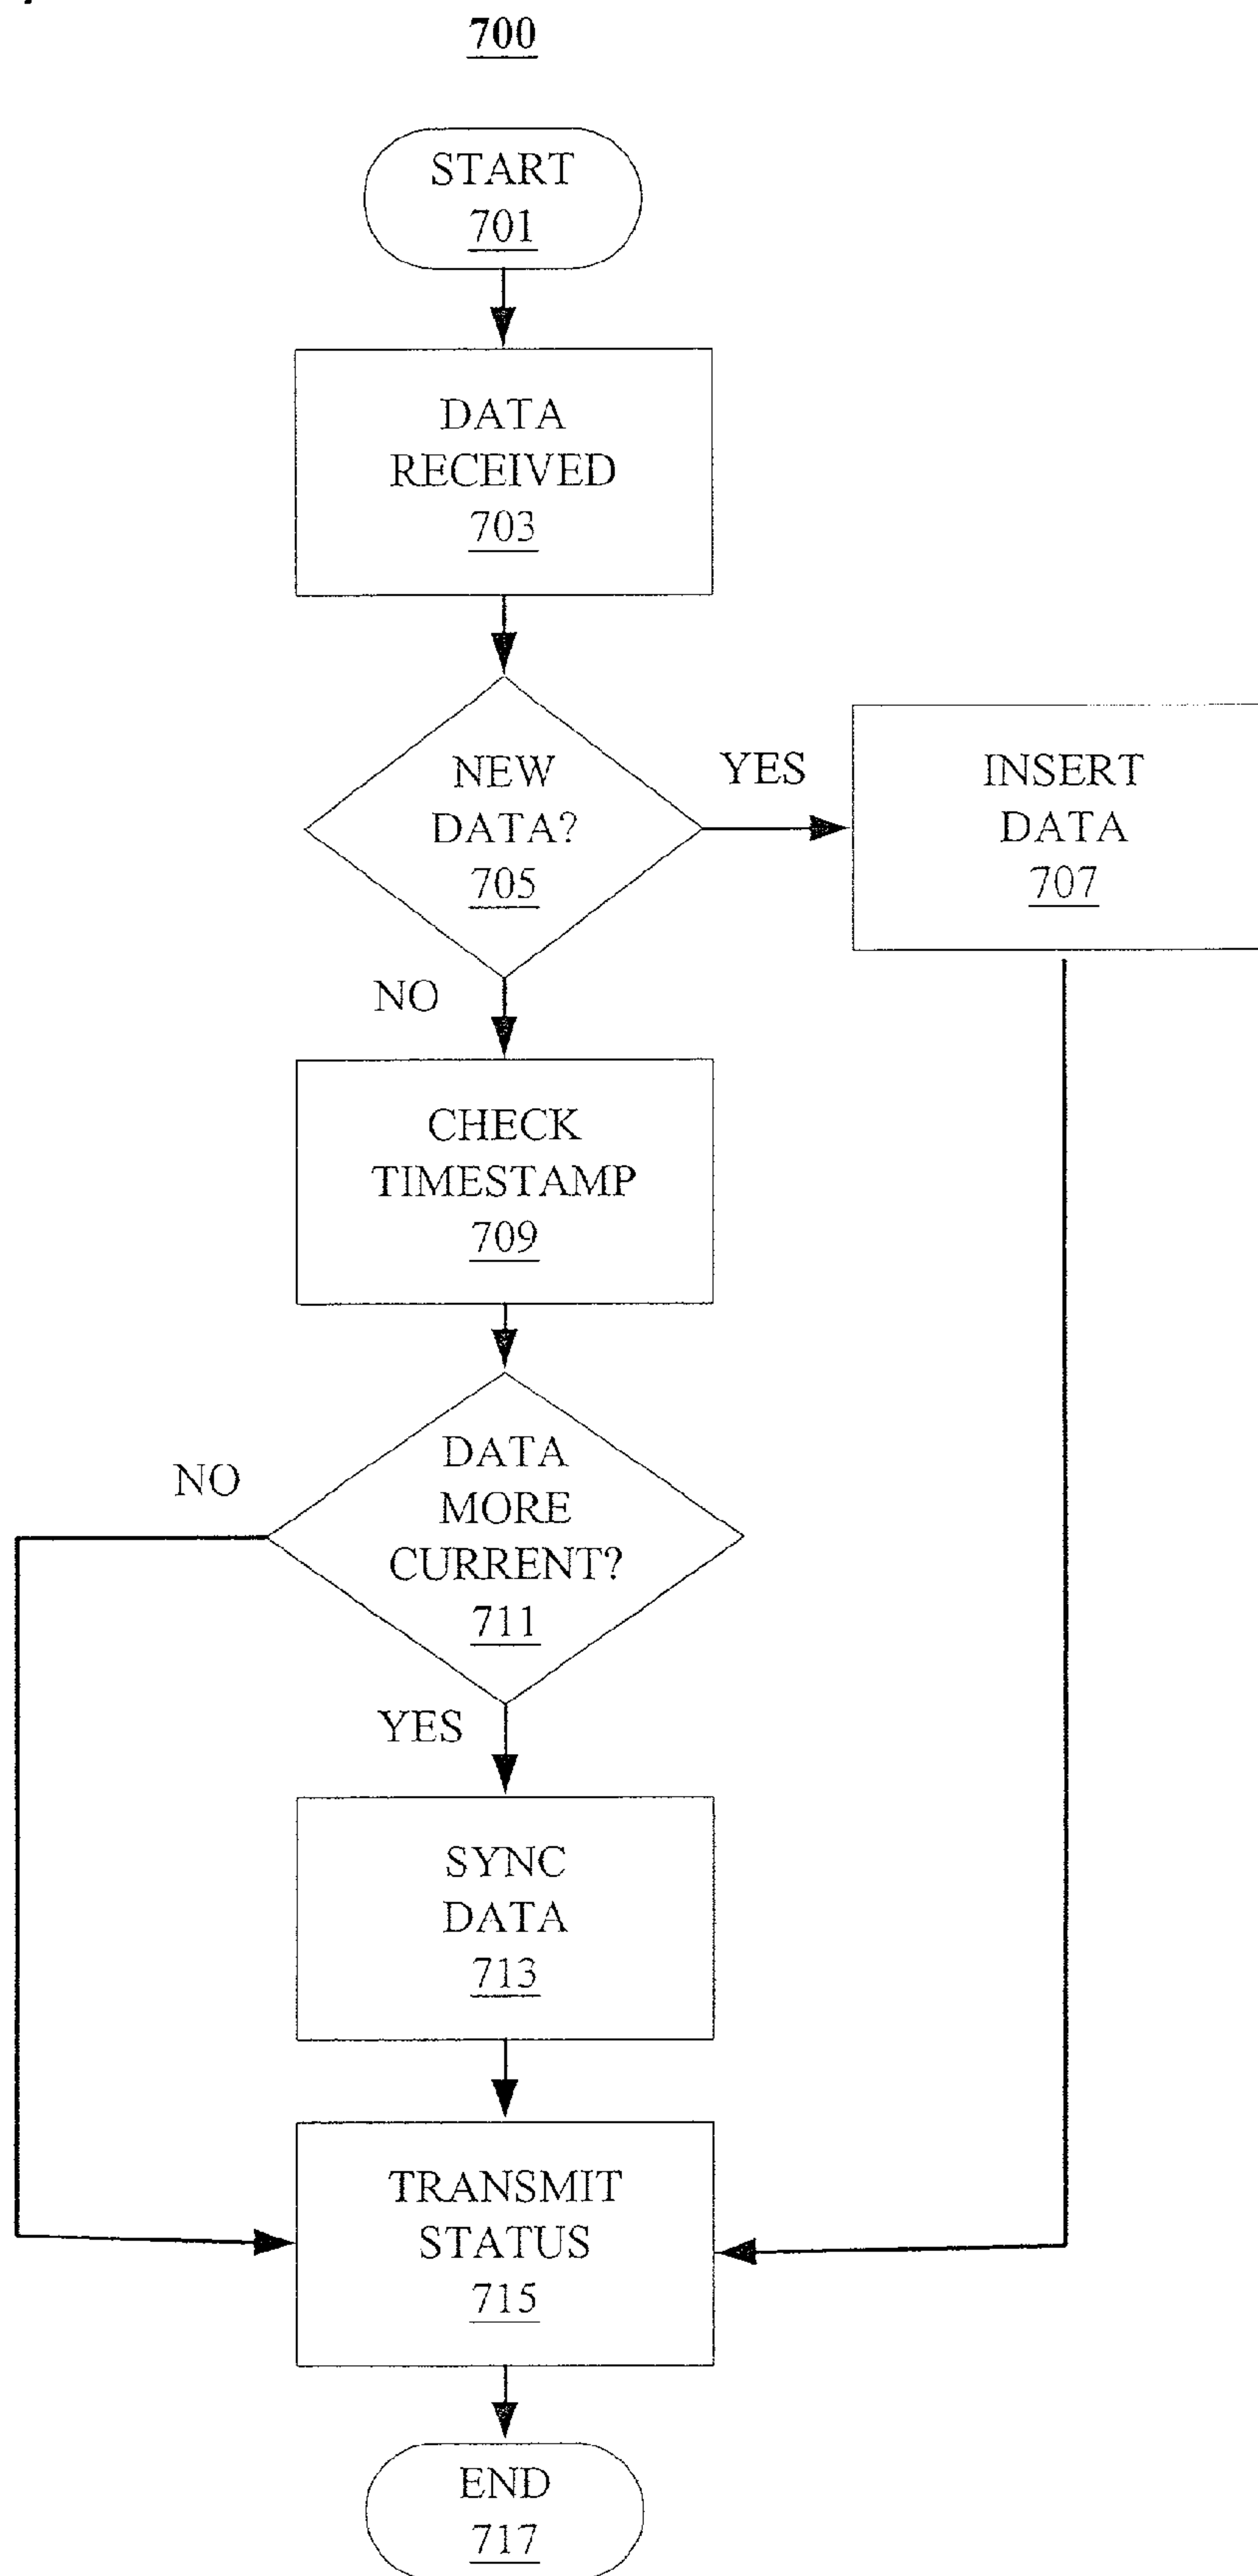 700
START
701
DATA
RECEIVED
703
NEW
DATA?
705
YES
INSERT
DATA
707
NO
CHECK
TIMESTAMP
709
DATA
MORE
CURRENT?
711
NO
YES
SYNC
DATA
713
TRANSMIT
STATUS
715
END
717